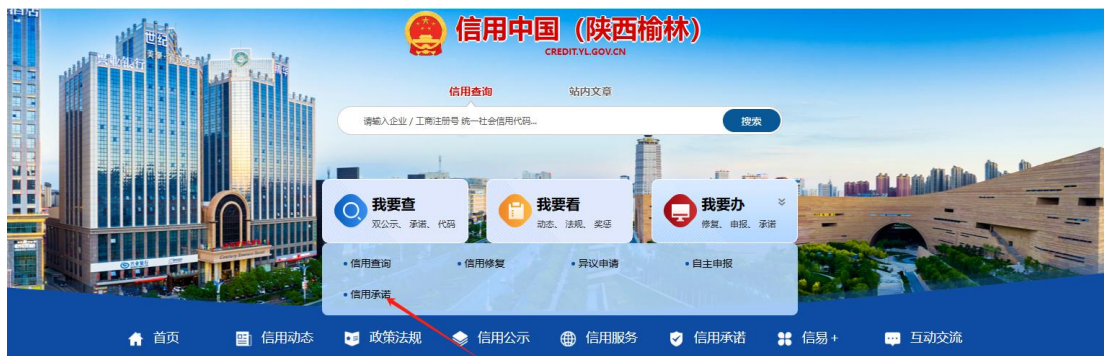 信用中国（陕西榆林）
CREDIT.YL.GOV.CN
信用查询 站内文章
请输入企业 / 工商注册号 统一社会信用代码... 搜索
我要查 我要看 我要办
双公示、承诺、代码 动态、法规、奖惩 修复、申报、承诺
• 信用查询 • 信用修复 • 异议申请 • 自主申报
• 信用承诺
首页 信用动态 政策法规 信用公示 信用服务 信用承诺 信易+ 互动交流